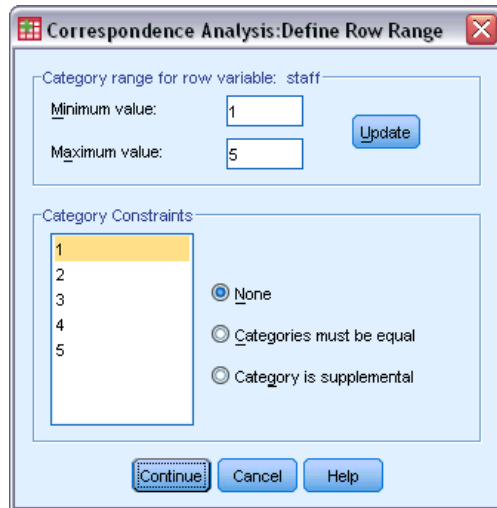 Correspondence Analysis:Define Row Range
Category range for row variable: staff
Minimum value:
1
Maximum value:
5
Update
Category Constraints
1
2
3
4
5
None
Categories must be equal
Category is supplemental
Continue
Cancel
Help